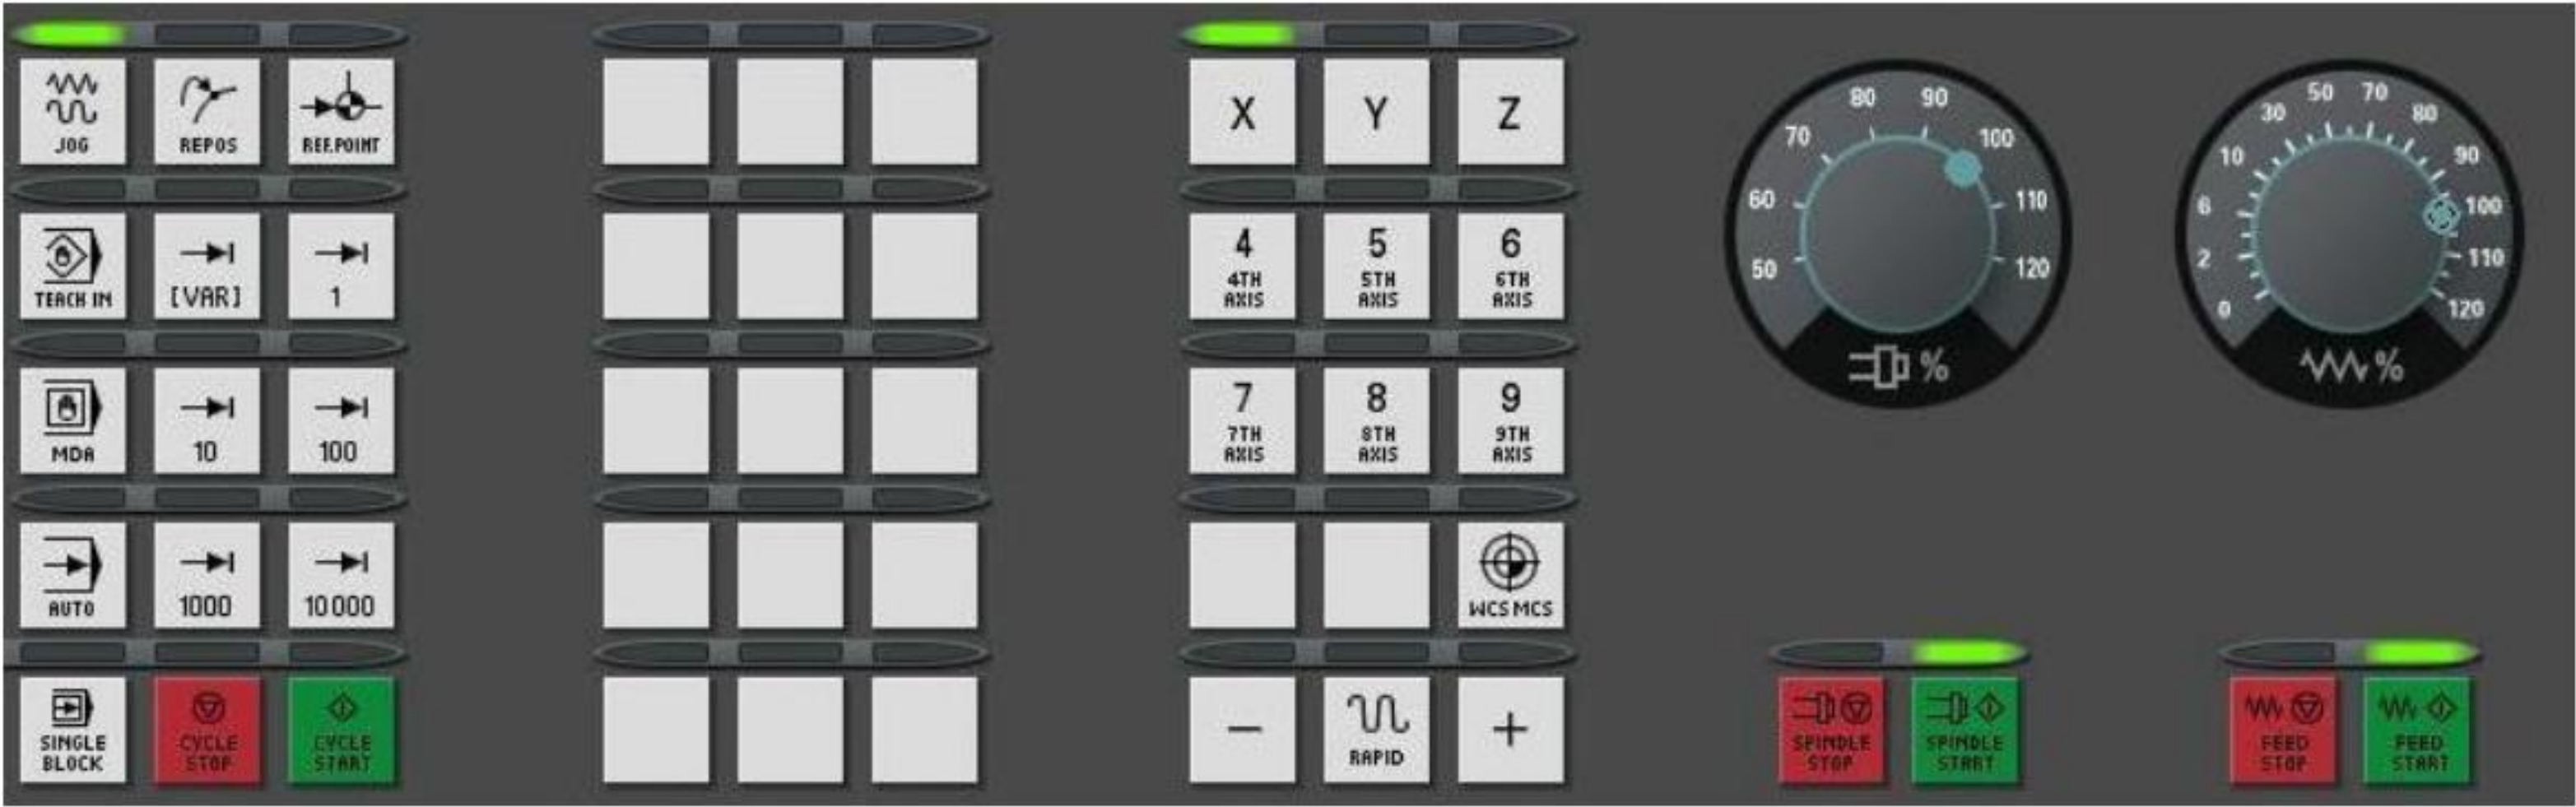 JOG
REPOS
REF.POINT
TEACH IN
[VAR]
1
MDA
10
100
AUTO
1000
10 000
SINGLE
BLOCK
CYCLE
STOP
CYCLE
START
X
Y
Z
4
4TH
AXIS
5
5TH
AXIS
6
6TH
AXIS
7
7TH
AXIS
8
8TH
AXIS
9
9TH
AXIS
WCS MCS
−
RAPID
+
50
60
70
80
90
100
110
120
%
0
2
6
10
30
50
70
80
90
100
110
120
%
SPINDLE
STOP
SPINDLE
START
FEED
STOP
FEED
START